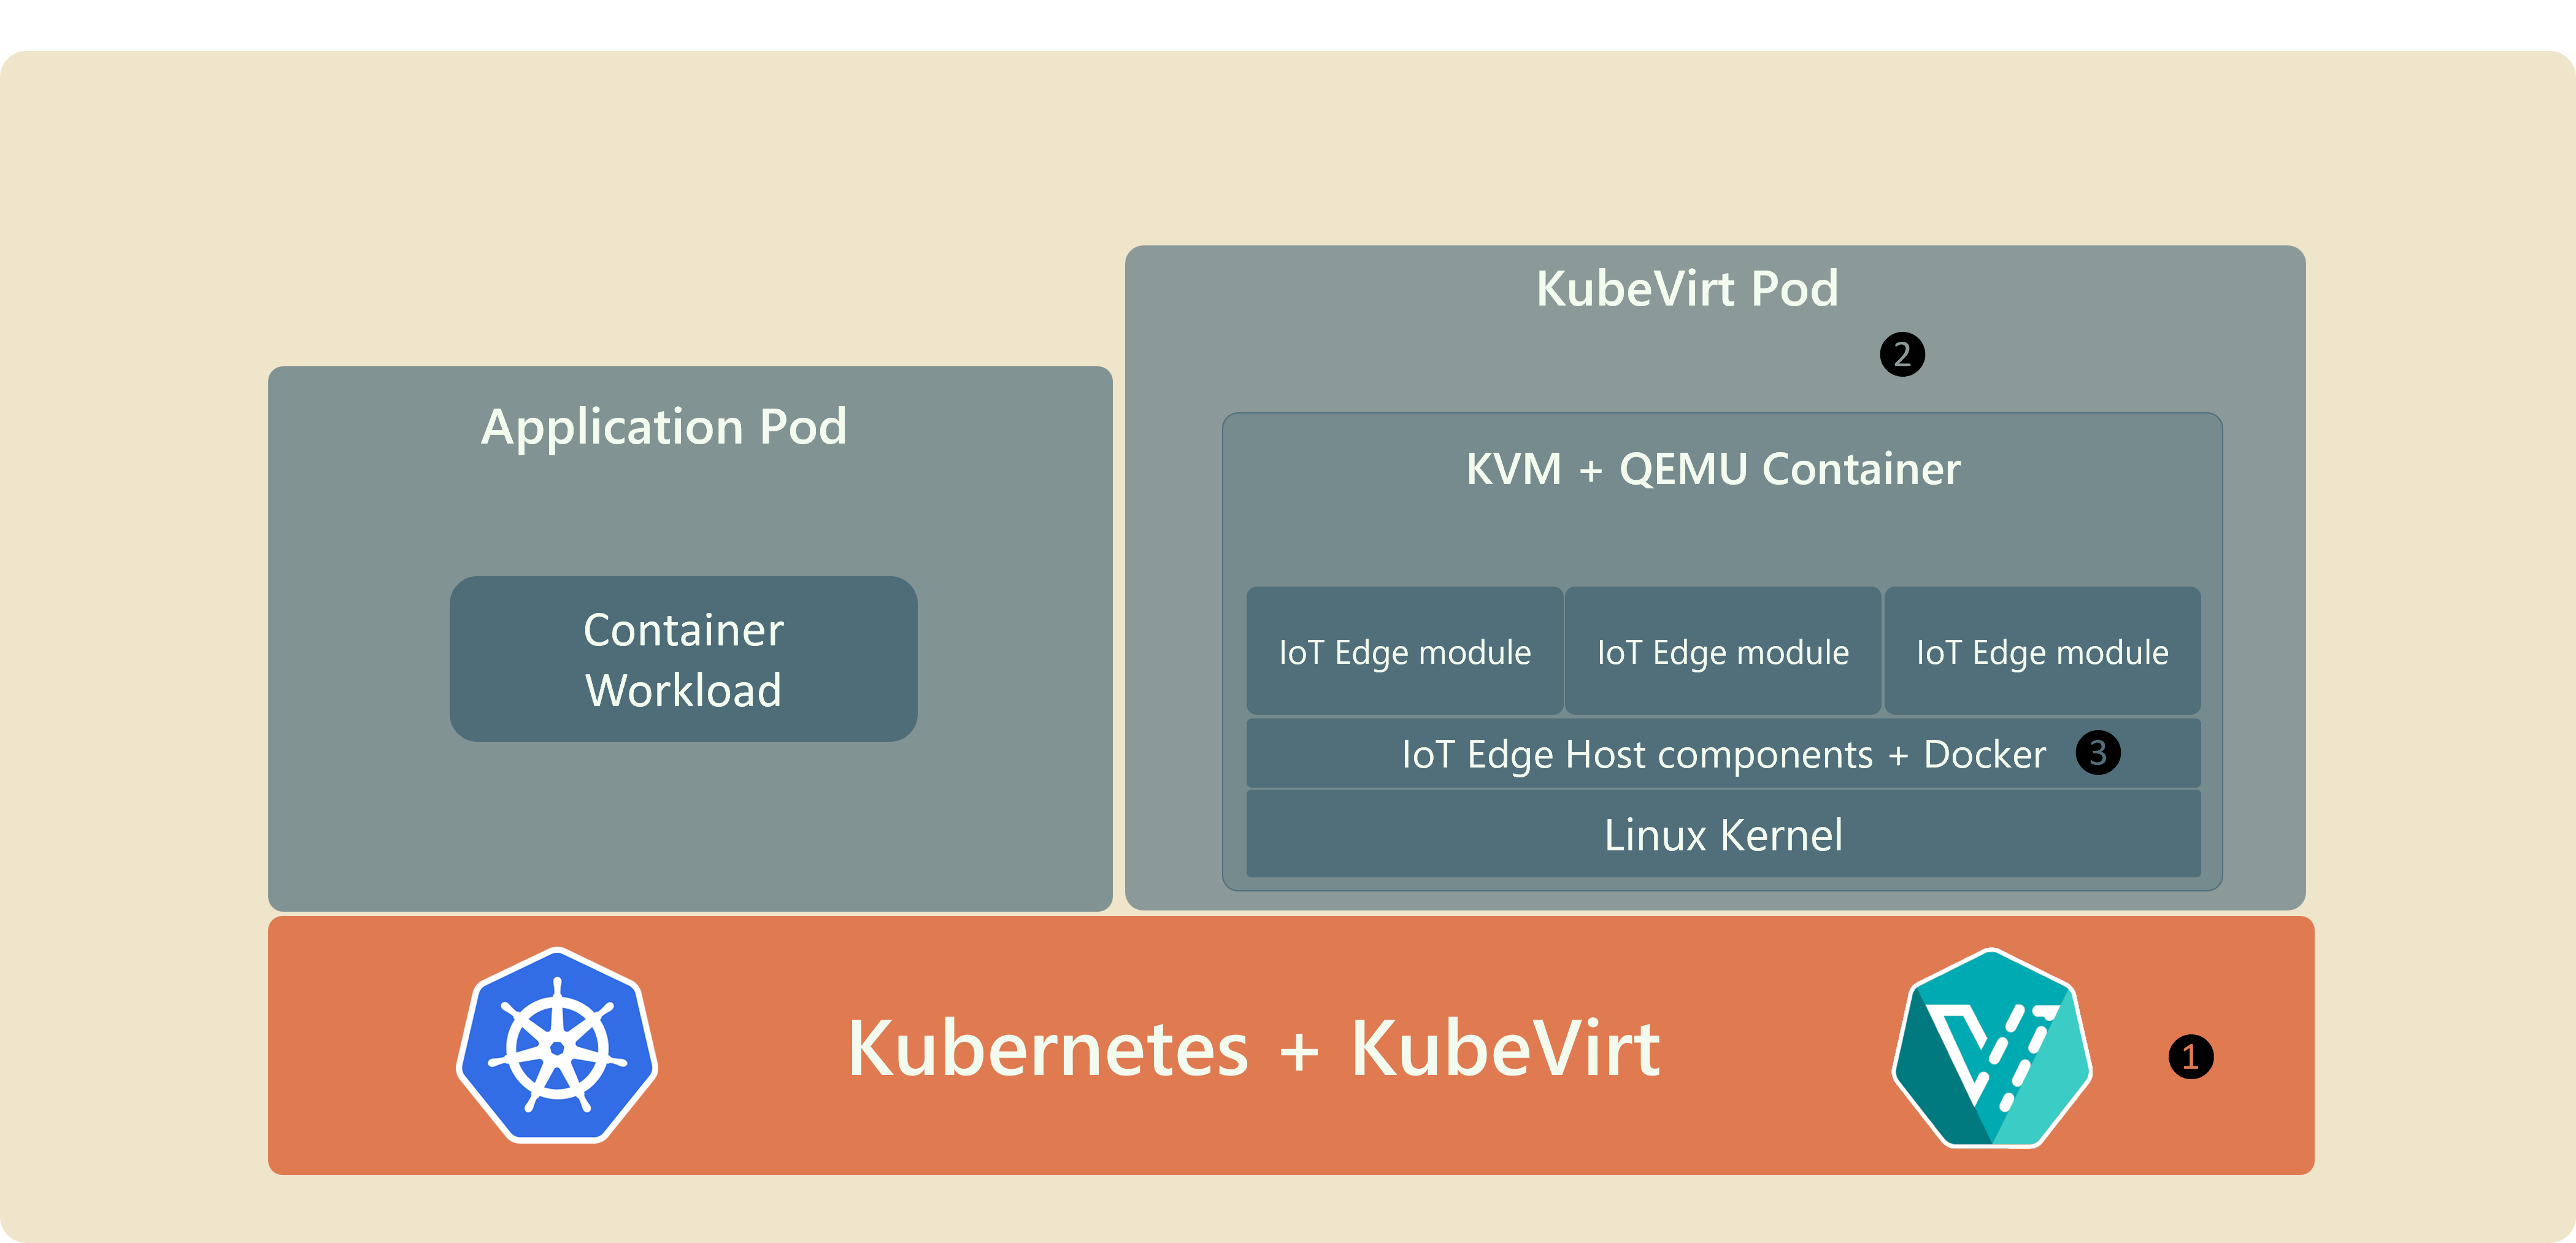 KubeVirt Pod
2
Application Pod
KVM + QEMU Container
Container
Workload
IoT Edge module
IoT Edge module
IoT Edge module
IoT Edge Host components + Docker
3
Linux Kernel
Kubernetes + KubeVirt
1